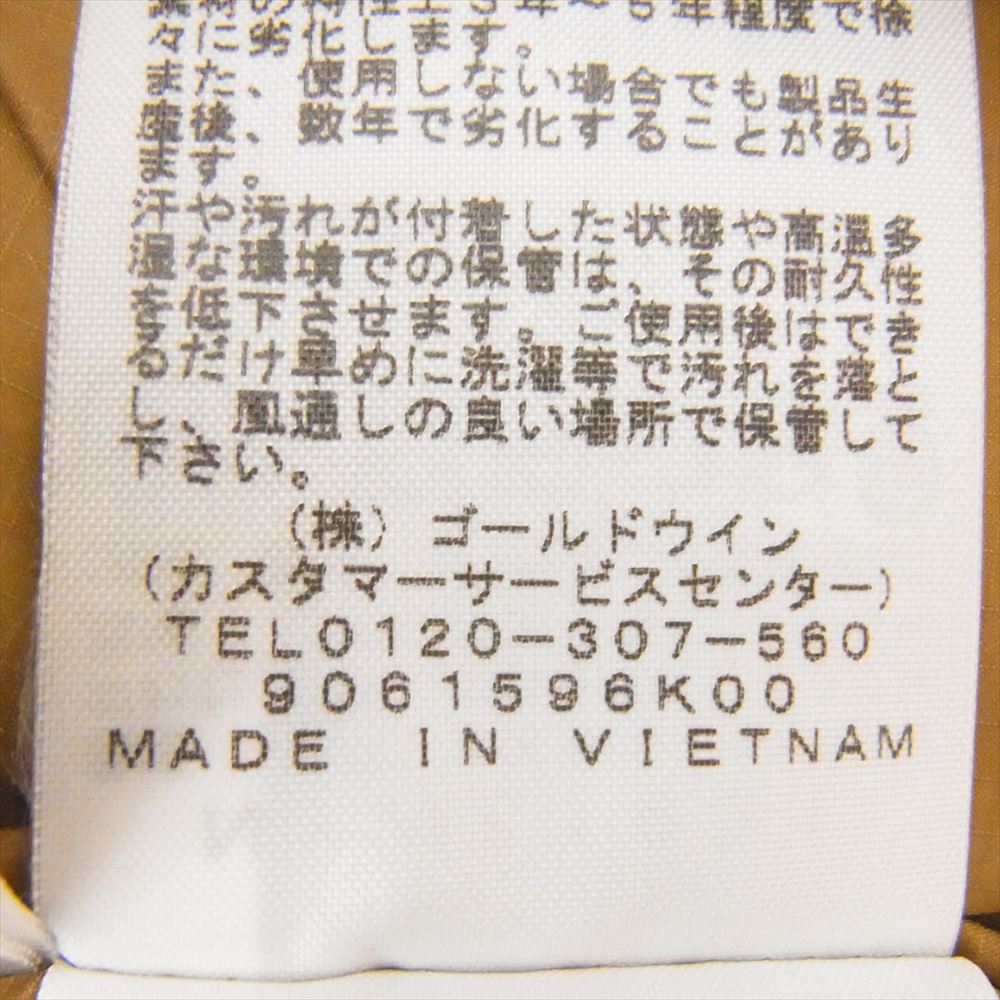 5年程度で徐
々に劣化します。
また、使用しない場合でも製品生
産後、数年で劣化することがあり
ます。
汗や汚れが付着した状態や高温多
湿な環境での保管は、その耐久性
を低下させます。ご使用後はでき
るだけ早めに洗濯等で汚れを落と
し、風通しの良い場所で保管して
下さい。
(株) ゴールドウイン
(カスタマーサービスセンター)
TEL0120-307-560
9061596K00
MADE IN VIETNAM